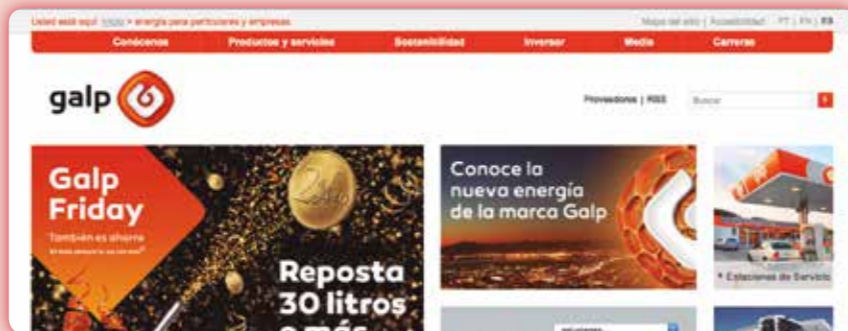 Usted está aquí: Inicio > energía para particulares y empresas
Mapa del sitio | Accesibilidad PT | EN | ES
Conócenos Productos y servicios Sostenibilidad Inversor Media Carreras
galp
Proveedores | RSS
Buscar
Galp
Friday
También es ahorro
Reposta
30 litros
o más
Conoce la
nueva energía
de la marca Galp
Estaciones de Servicio